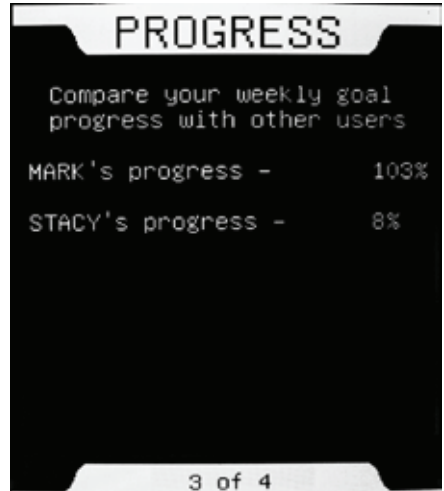 PROGRESS
Compare your weekly goal
progress with other users
MARK's progress - 103%
STACY's progress - 8%
3 of 4